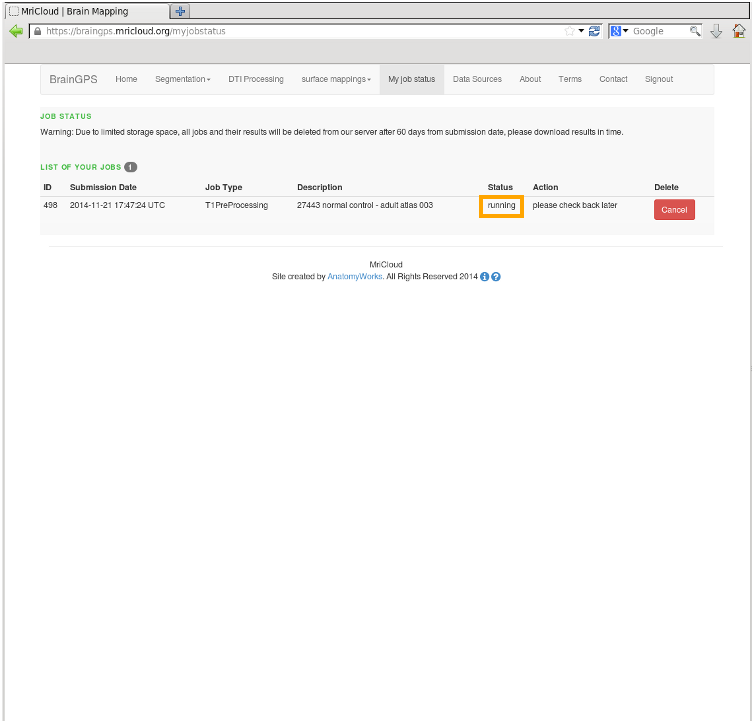 MriCloud | Brain Mapping
https://braingps.mricloud.org/myjobstatus
Google
BrainGPS Home Segmentation DTI Processing surface mappings My job status Data Sources About Terms Contact Signout
JOB STATUS
Warning: Due to limited storage space, all jobs and their results will be deleted from our server after 60 days from submission date, please download results in time.
LIST OF YOUR JOBS 1
ID Submission Date Job Type Description Status Action Delete
498 2014-11-21 17:47:24 UTC T1PreProcessing 27443 normal control - adult atlas 003 running please check back later Cancel
MriCloud
Site created by AnatomyWorks. All Rights Reserved 2014